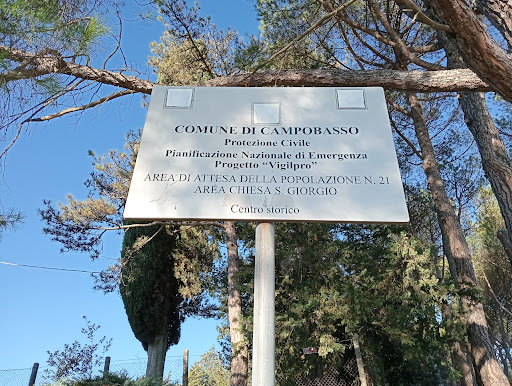 COMUNE DI CAMPOBASSO
Protezione Civile
Pianificazione Nazionale di Emergenza
Progetto "Vigilpro"
AREA DI ATTESA DELLA POPOLAZIONE N. 21
AREA CHIESA S. GIORGIO
Centro storico